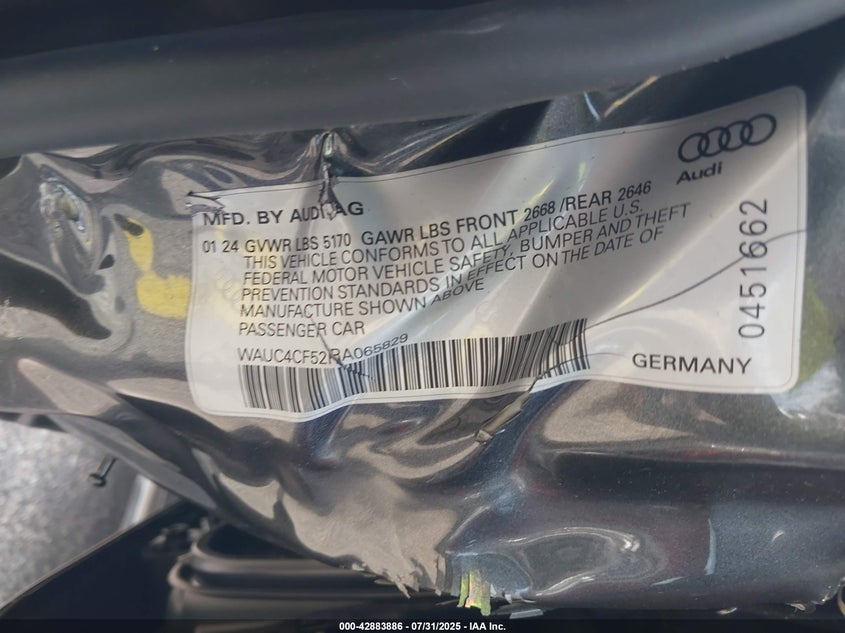 Audi
MFD. BY AUDI AG
01 24 GVWR LBS 5170 GAWR LBS FRONT 2668 /REAR 2646
THIS VEHICLE CONFORMS TO ALL APPLICABLE U.S.
FEDERAL MOTOR VEHICLE SAFETY, BUMPER AND THEFT
PREVENTION STANDARDS IN EFFECT ON THE DATE OF
MANUFACTURE SHOWN ABOVE
PASSENGER CAR
WAUC4CF52RA065829
GERMANY
0451662
000-42883886 - 07/31/2025 - IAA Inc.